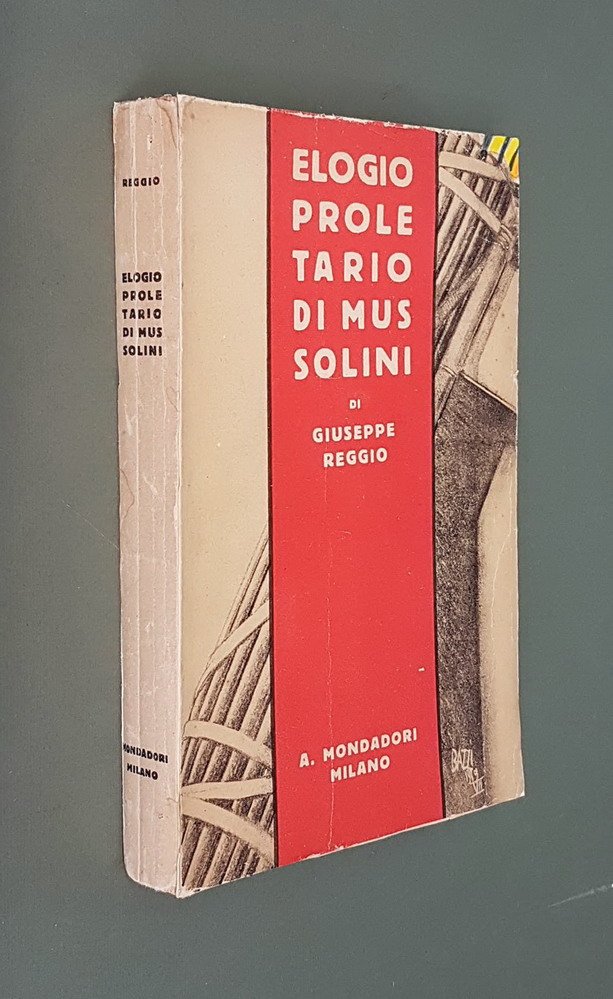 REGGIO
ELOGIO
PROLE
TARIO
DI MUS
SOLINI
MONDADORI
MILANO
ELOGIO
PROLE
TARIO
DI MUS
SOLINI
DI
GIUSEPPE
REGGIO
A. MONDADORI
MILANO